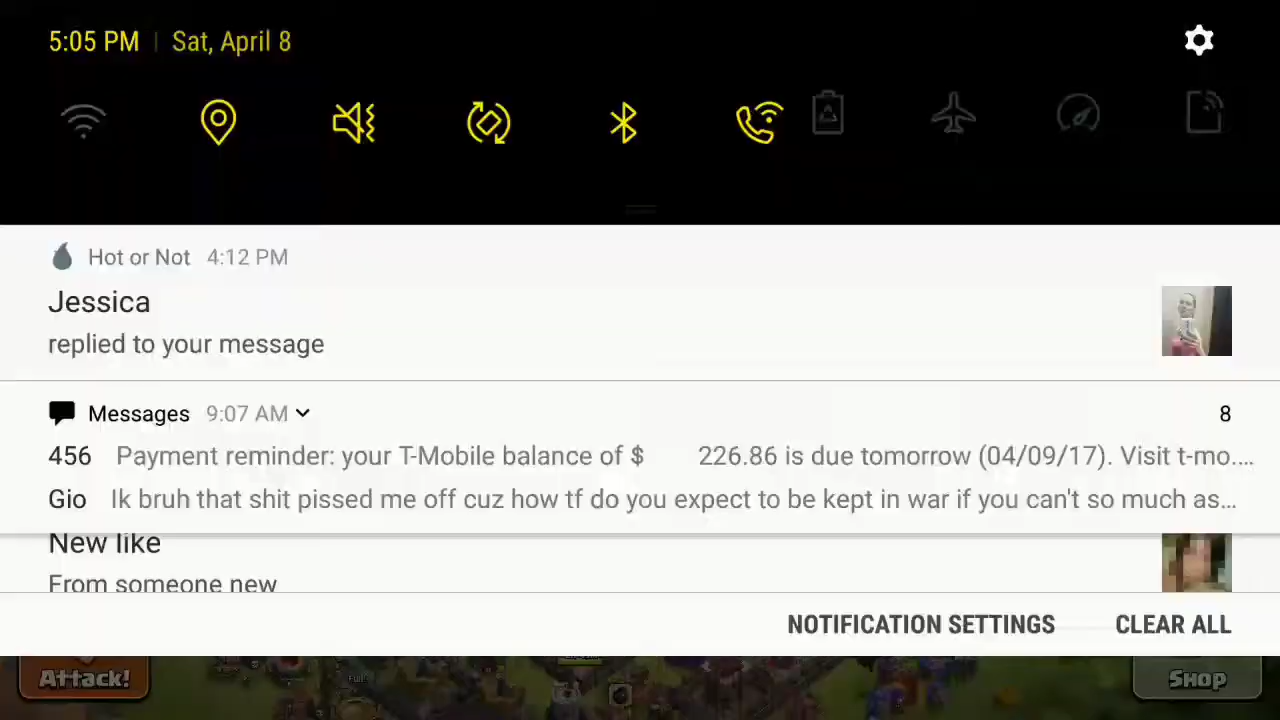 5:05 PM | Sat, April 8
Hot or Not 4:12 PM
Jessica
replied to your message
Messages 9:07 AM 8
456 Payment reminder: your T-Mobile balance of $ 226.86 is due tomorrow (04/09/17). Visit t-mo....
Gio Ik bruh that shit pissed me off cuz how tf do you expect to be kept in war if you can't so much as...
New like
From someone new
NOTIFICATION SETTINGS CLEAR ALL
Attack! Shop